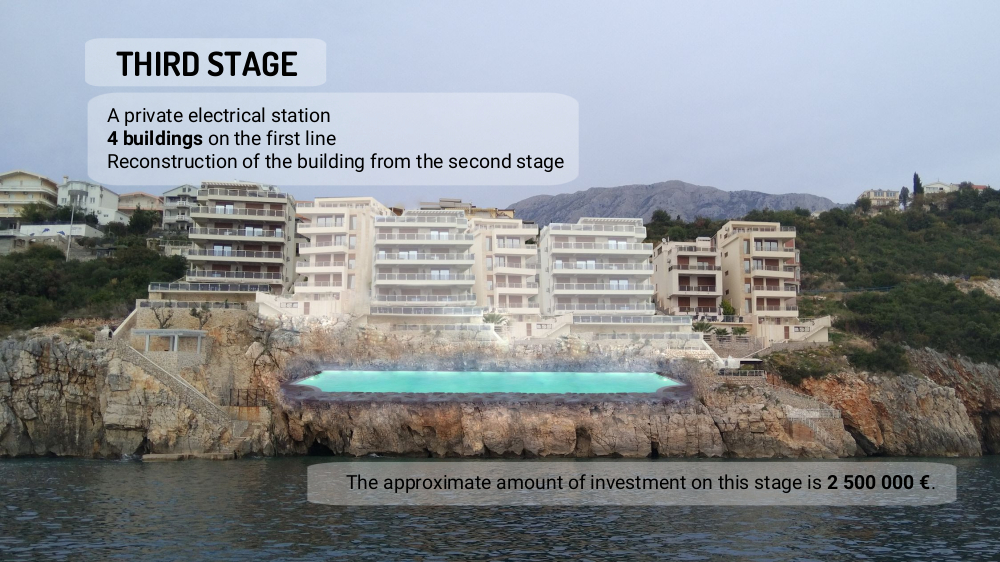 THIRD STAGE
A private electrical station
4 buildings on the first line
Reconstruction of the building from the second stage
The approximate amount of investment on this stage is 2 500 000 €.